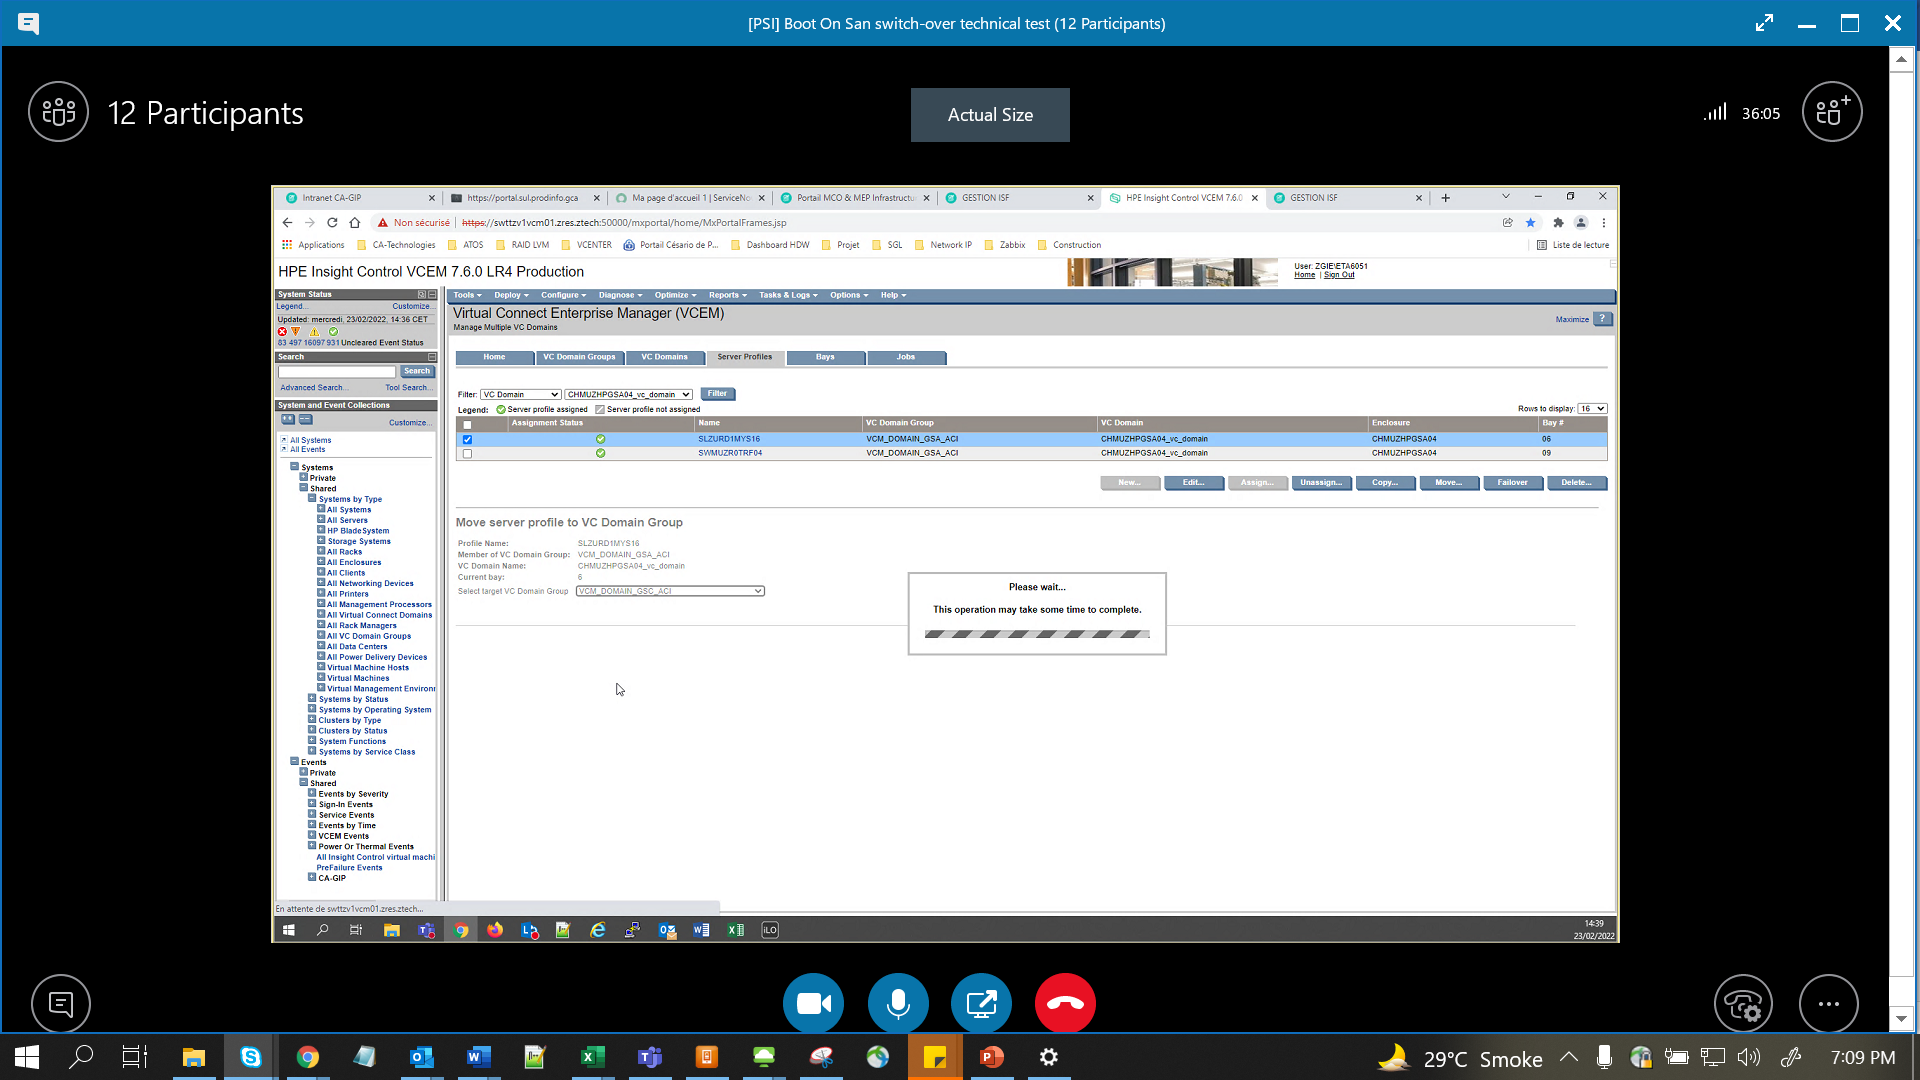 [PSI] Boot On San switch-over technical test (12 Participants)
12 Participants
Actual Size
36:05
Intranet CA-GIP
https://portal.sul.prodinfo.gca
Ma page d'accueil 1 | ServiceNo
Portail MCO & MEP Infrastructu
GESTION ISF
HPE Insight Control VCEM 7.6.0
GESTION ISF
Non sécurisé | https://swttzv1vcm01.zres.ztech:50000/mxportal/home/MxPortalFrames.jsp
Applications CA-Technologies ATOS RAID LVM VCENTER Portail Césario de P... Dashboard HDW Projet SGL Network IP Zabbix Construction Liste de lecture
HPE Insight Control VCEM 7.6.0 LR4 Production
User: ZGIE\ETA6051
Home | Sign Out
System Status
Legend...
Customize...
Updated: mercredi, 23/02/2022, 14:36 CET
83 497 16097 931 Uncleared Event Status
Search
Search
Advanced Search...
Tool Search...
System and Event Collections
Customize...
All Systems
All Events
Systems
Private
Shared
Systems by Type
All Systems
All Servers
HP BladeSystem
Storage Systems
All Racks
All Enclosures
All Clients
All Networking Devices
All Printers
All Management Processors
All Virtual Connect Domains
All Rack Managers
All VC Domain Groups
All Data Centers
All Power Delivery Devices
Virtual Machine Hosts
Virtual Machines
Virtual Management Environ
Systems by Status
Systems by Operating System
Clusters by Type
Clusters by Status
System Functions
Systems by Service Class
Events
Private
Shared
Events by Severity
Sign-In Events
Service Events
Events by Time
VCEM Events
Power Or Thermal Events
All Insight Control virtual machi
PreFailure Events
CA-GIP
En attente de swttzv1vcm01.zres.ztech...
Tools Deploy Configure Diagnose Optimize Reports Tasks & Logs Options Help
Virtual Connect Enterprise Manager (VCEM)
Manage Multiple VC Domains
Maximize ?
Home VC Domain Groups VC Domains Server Profiles Bays Jobs
Filter: VC Domain CHMUZHPGSA04_vc_domain Filter
Legend: Server profile assigned Server profile not assigned
Rows to display: 16
Assignment Status Name VC Domain Group VC Domain Enclosure Bay #
SLZURD1MYS16 VCM_DOMAIN_GSA_ACI CHMUZHPGSA04_vc_domain CHMUZHPGSA04 06
SWMUZR0TRF04 VCM_DOMAIN_GSA_ACI CHMUZHPGSA04_vc_domain CHMUZHPGSA04 09
New... Edit... Assign... Unassign... Copy... Move... Failover Delete...
Move server profile to VC Domain Group
Profile Name: SLZURD1MYS16
Member of VC Domain Group: VCM_DOMAIN_GSA_ACI
VC Domain Name: CHMUZHPGSA04_vc_domain
Current bay: 6
Select target VC Domain Group VCM_DOMAIN_GSC_ACI
Please wait...
This operation may take some time to complete.
iLO
14:39
23/02/2022
29°C Smoke
7:09 PM